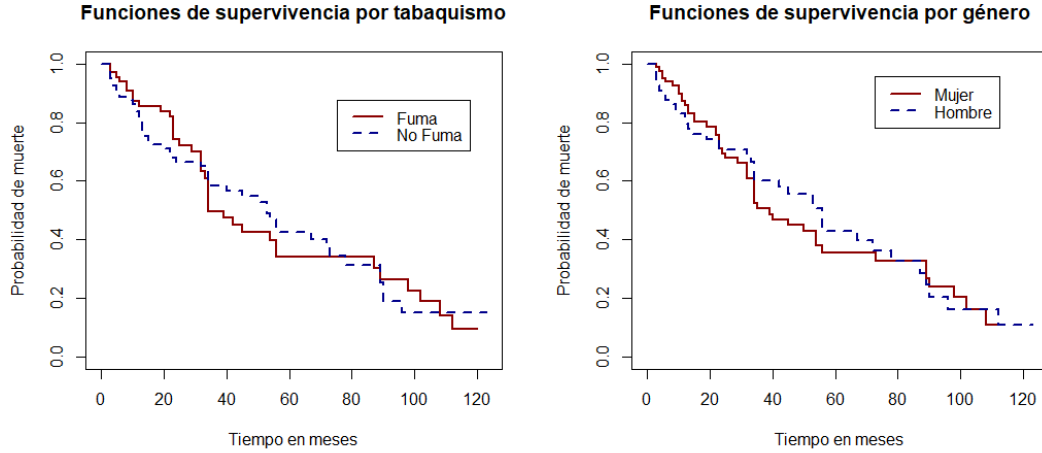 Funciones de supervivencia por tabaquismo
Probabilidad de muerte
1.0
0.8
0.6
0.4
0.2
0.0
Fuma
No Fuma
0 20 40 60 80 100 120
Tiempo en meses
Funciones de supervivencia por género
Probabilidad de muerte
1.0
0.8
0.6
0.4
0.2
0.0
Mujer
Hombre
0 20 40 60 80 100 120
Tiempo en meses